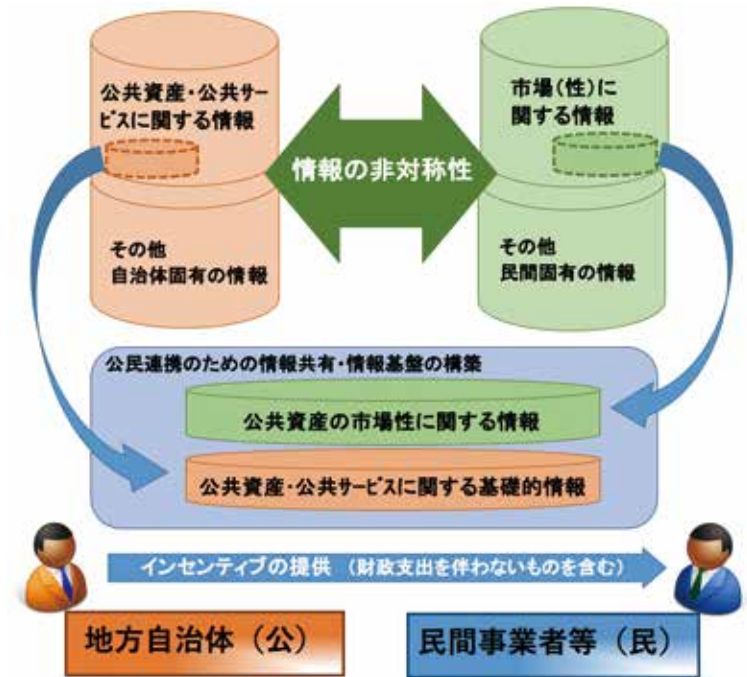 公共資産・公共サー
ビスに関する情報
その他
自治体固有の情報
情報の非対称性
市場(性)に
関する情報
その他
民間固有の情報
公民連携のための情報共有・情報基盤の構築
公共資産の市場性に関する情報
公共資産・公共サービスに関する基礎的情報
インセンティブの提供 (財政支出を伴わないものを含む)
地方自治体(公)
民間事業者等(民)